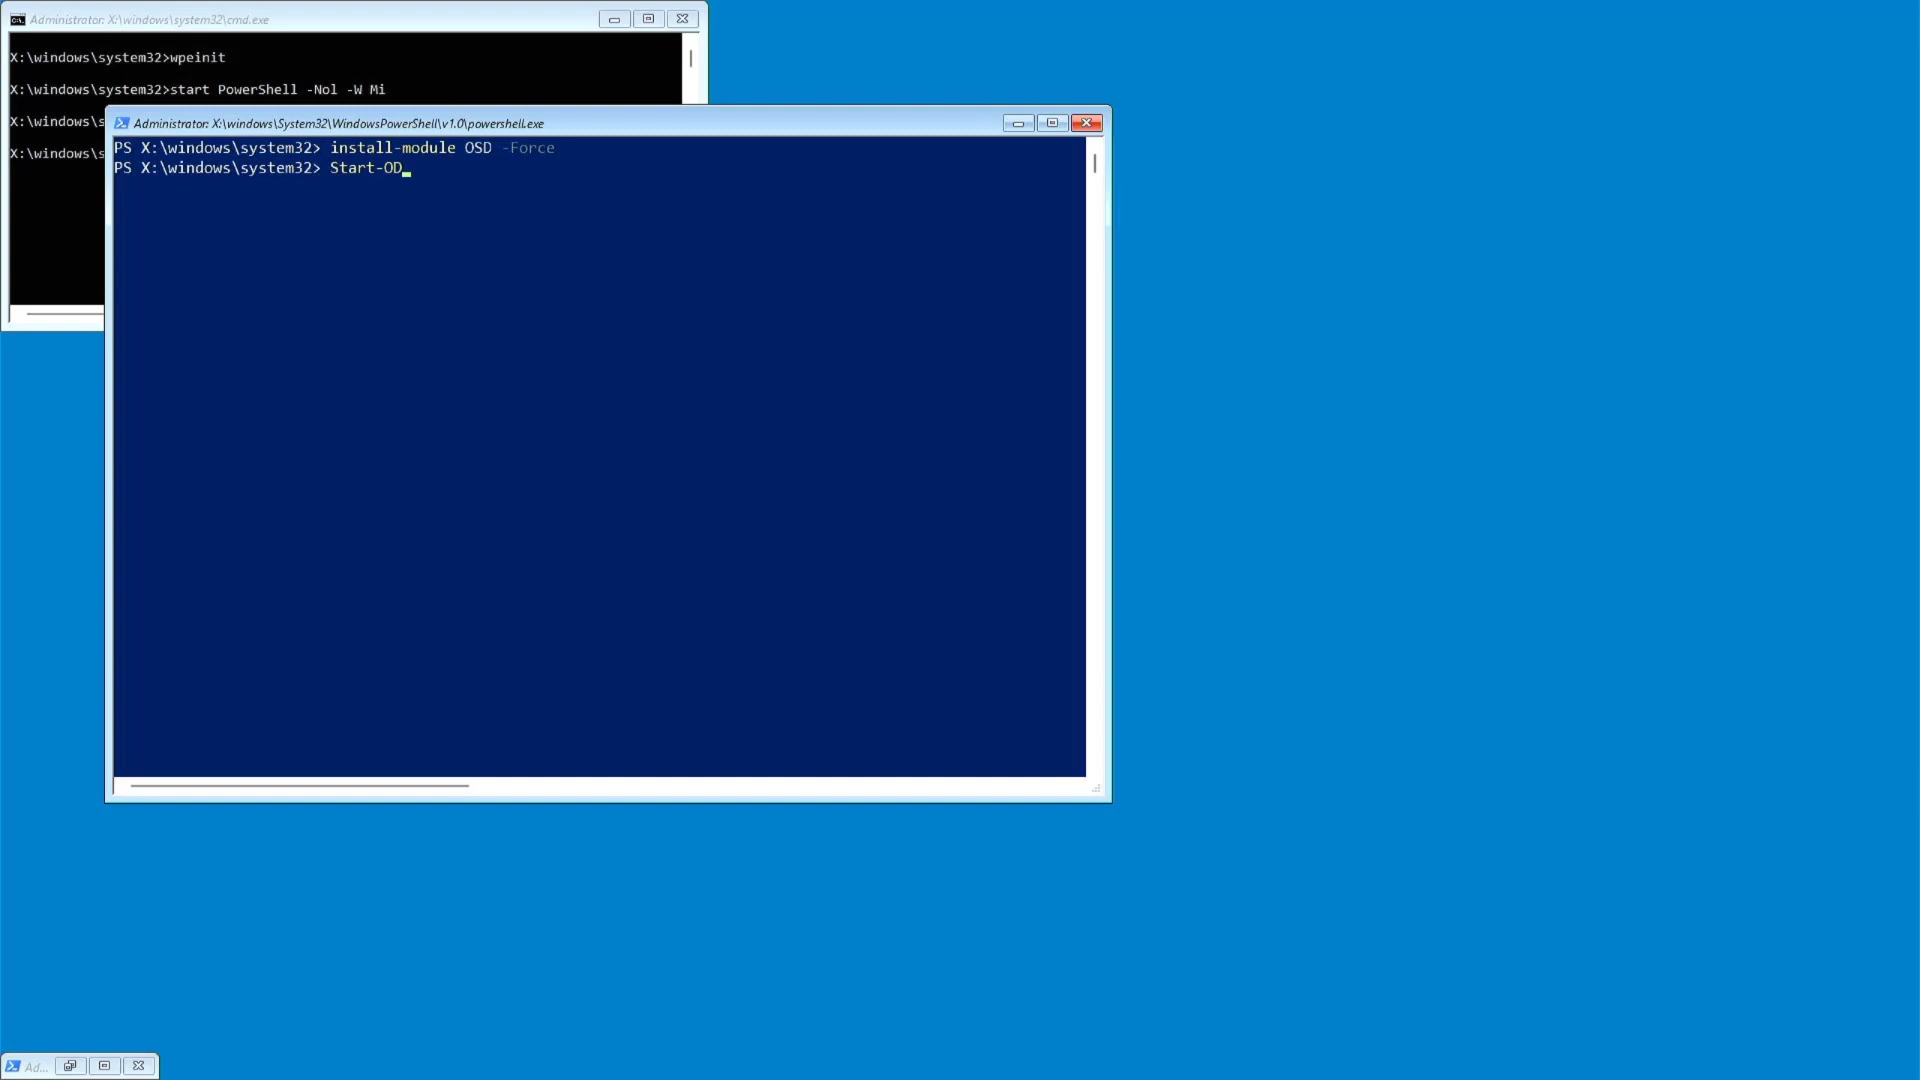 Administrator: X:\windows\system32\cmd.exe
X:\windows\system32>wpeinit
X:\windows\system32>start PowerShell -Nol -W Mi
X:\windows\s
X:\windows\s
Administrator: X:\windows\System32\WindowsPowerShell\v1.0\powershell.exe
PS X:\windows\system32> install-module OSD -Force
PS X:\windows\system32> Start-OD
Ad...